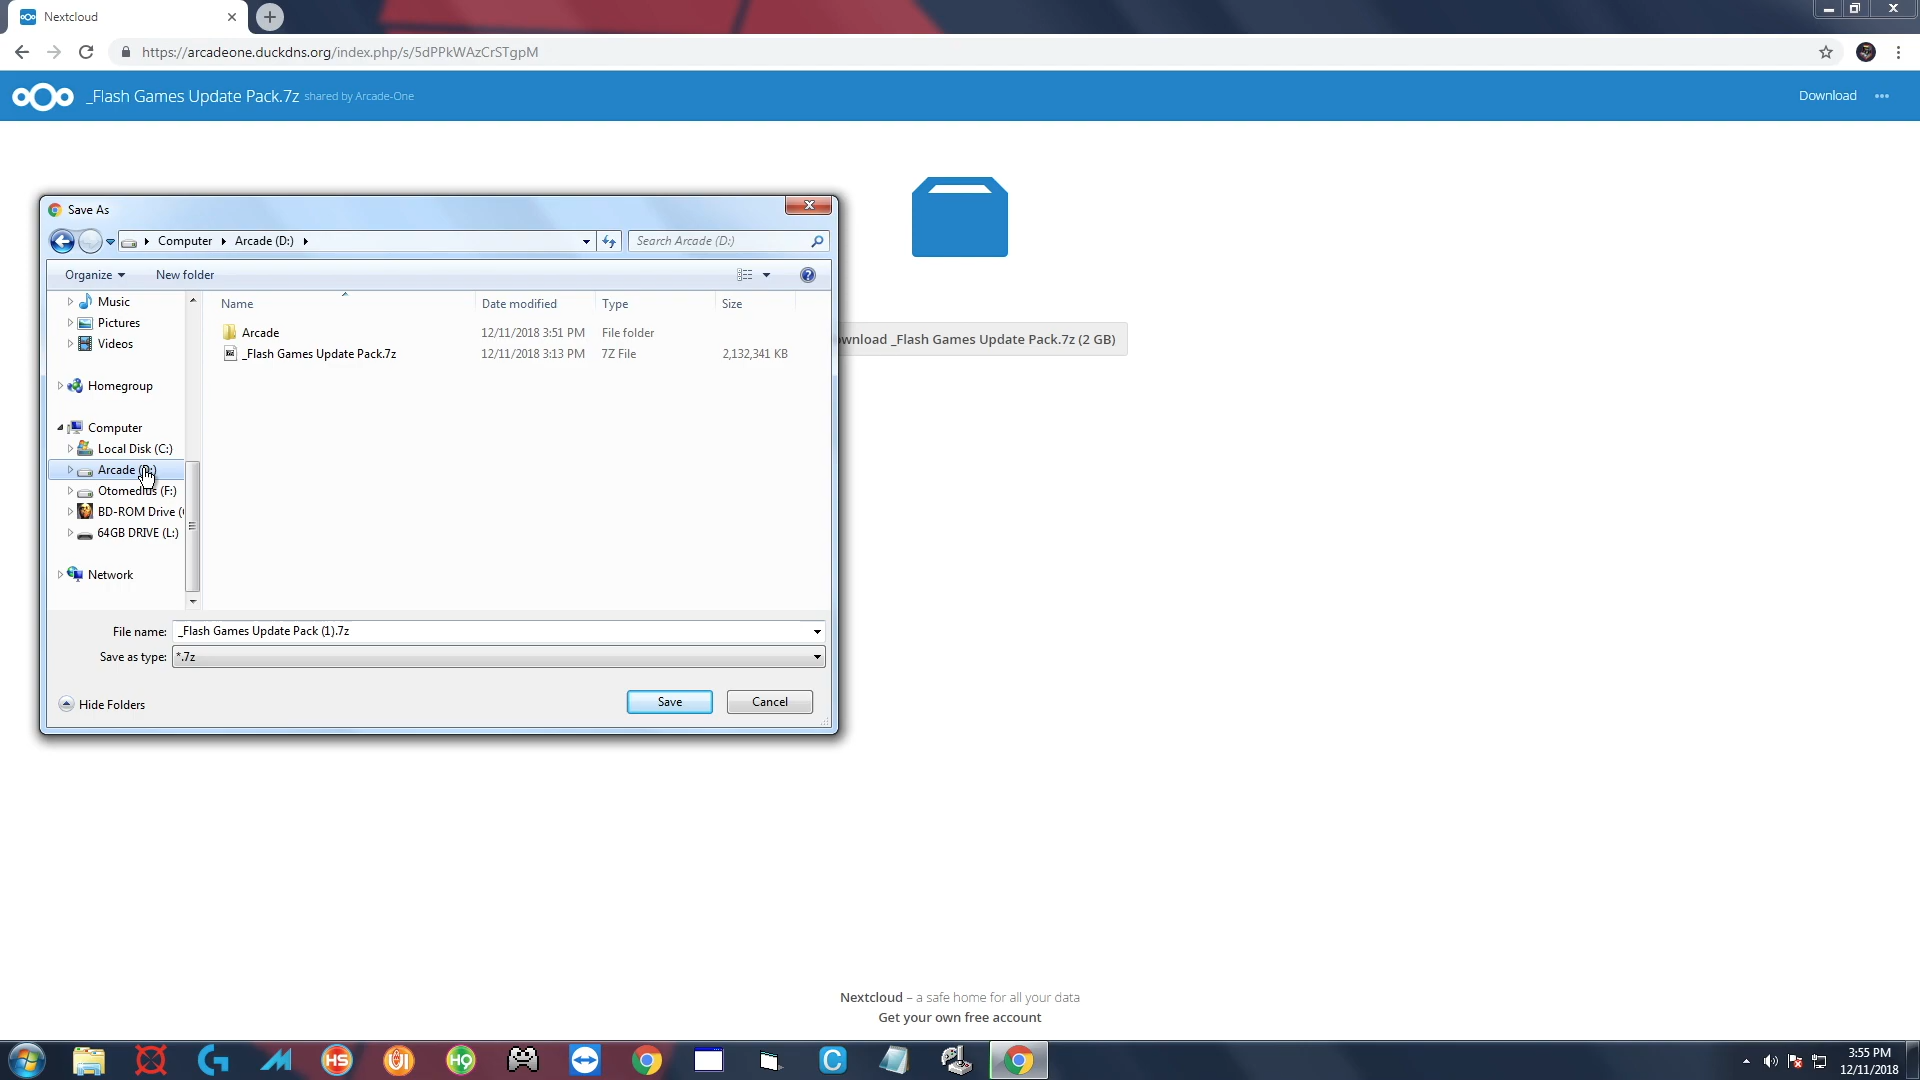 Nextcloud
https://arcadeone.duckdns.org/index.php/s/5dPPkWAzCrSTgpM
_Flash Games Update Pack.7z shared by Arcade-One
Download
Save As
Computer
Arcade (D:)
Search Arcade (D:)
Organize
New folder
Name
Date modified
Type
Size
Arcade 12/11/2018 3:51 PM File folder
_Flash Games Update Pack.7z 12/11/2018 3:13 PM 7Z File 2,132,341 KB
Music
Pictures
Videos
Homegroup
Computer
Local Disk (C:)
Arcade
Otomedius (F:)
BD-ROM Drive (
64GB DRIVE (L:)
Network
File name: _Flash Games Update Pack (1).7z
Save as type: *.7z
Hide Folders
Save
Cancel
wnload _Flash Games Update Pack.7z (2 GB)
Nextcloud – a safe home for all your data
Get your own free account
HS
HQ
C
3:55 PM
12/11/2018